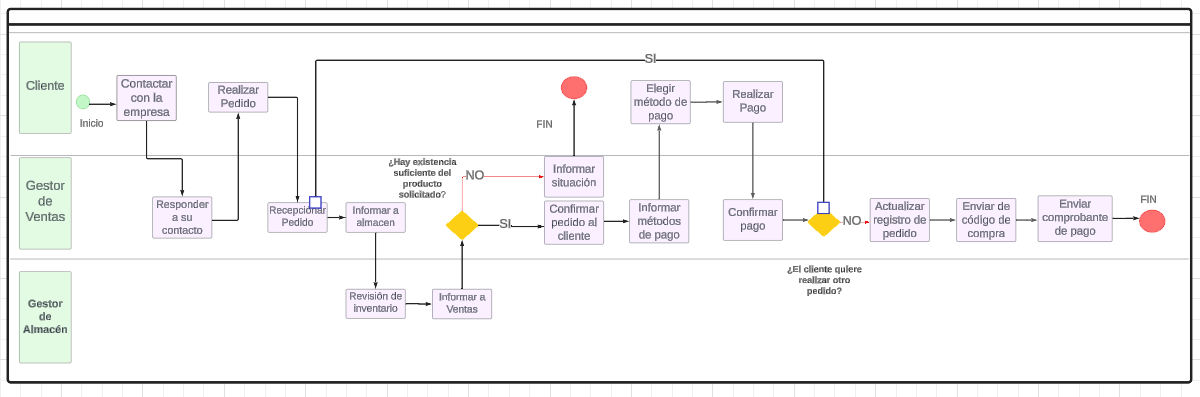 SI
Cliente
Inicio
Contactar
con la
empresa
Realizar
Pedido
FIN
Elegir
método de
pago
Realizar
Pago
Gestor
de
Ventas
Responder
a su
contacto
Recepcionar
Pedido
Informar a
almacen
¿Hay existencia
suficiente del
producto
solicitado?
NO
SI
Informar
situación
Confirmar
pedido al
cliente
Informar
métodos
de pago
Confirmar
pago
NO
¿El cliente quiere
realizar otro
pedido?
Actualizar
registro de
pedido
Enviar de
código de
compra
Enviar
comprobante
de pago
FIN
Gestor
de
Almacén
Revisión de
inventario
Informar a
Ventas